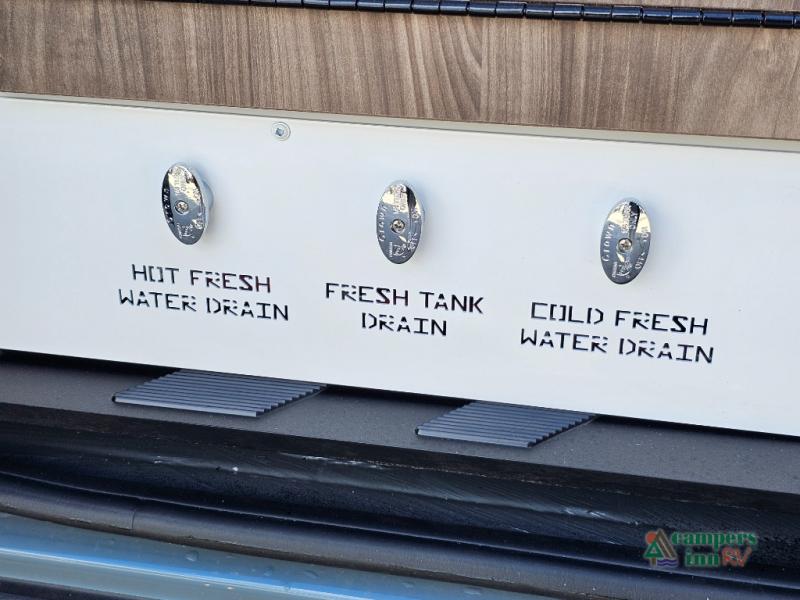 HOT FRESH
WATER DRAIN
FRESH TANK
DRAIN
COLD FRESH
WATER DRAIN
campers
inn RV